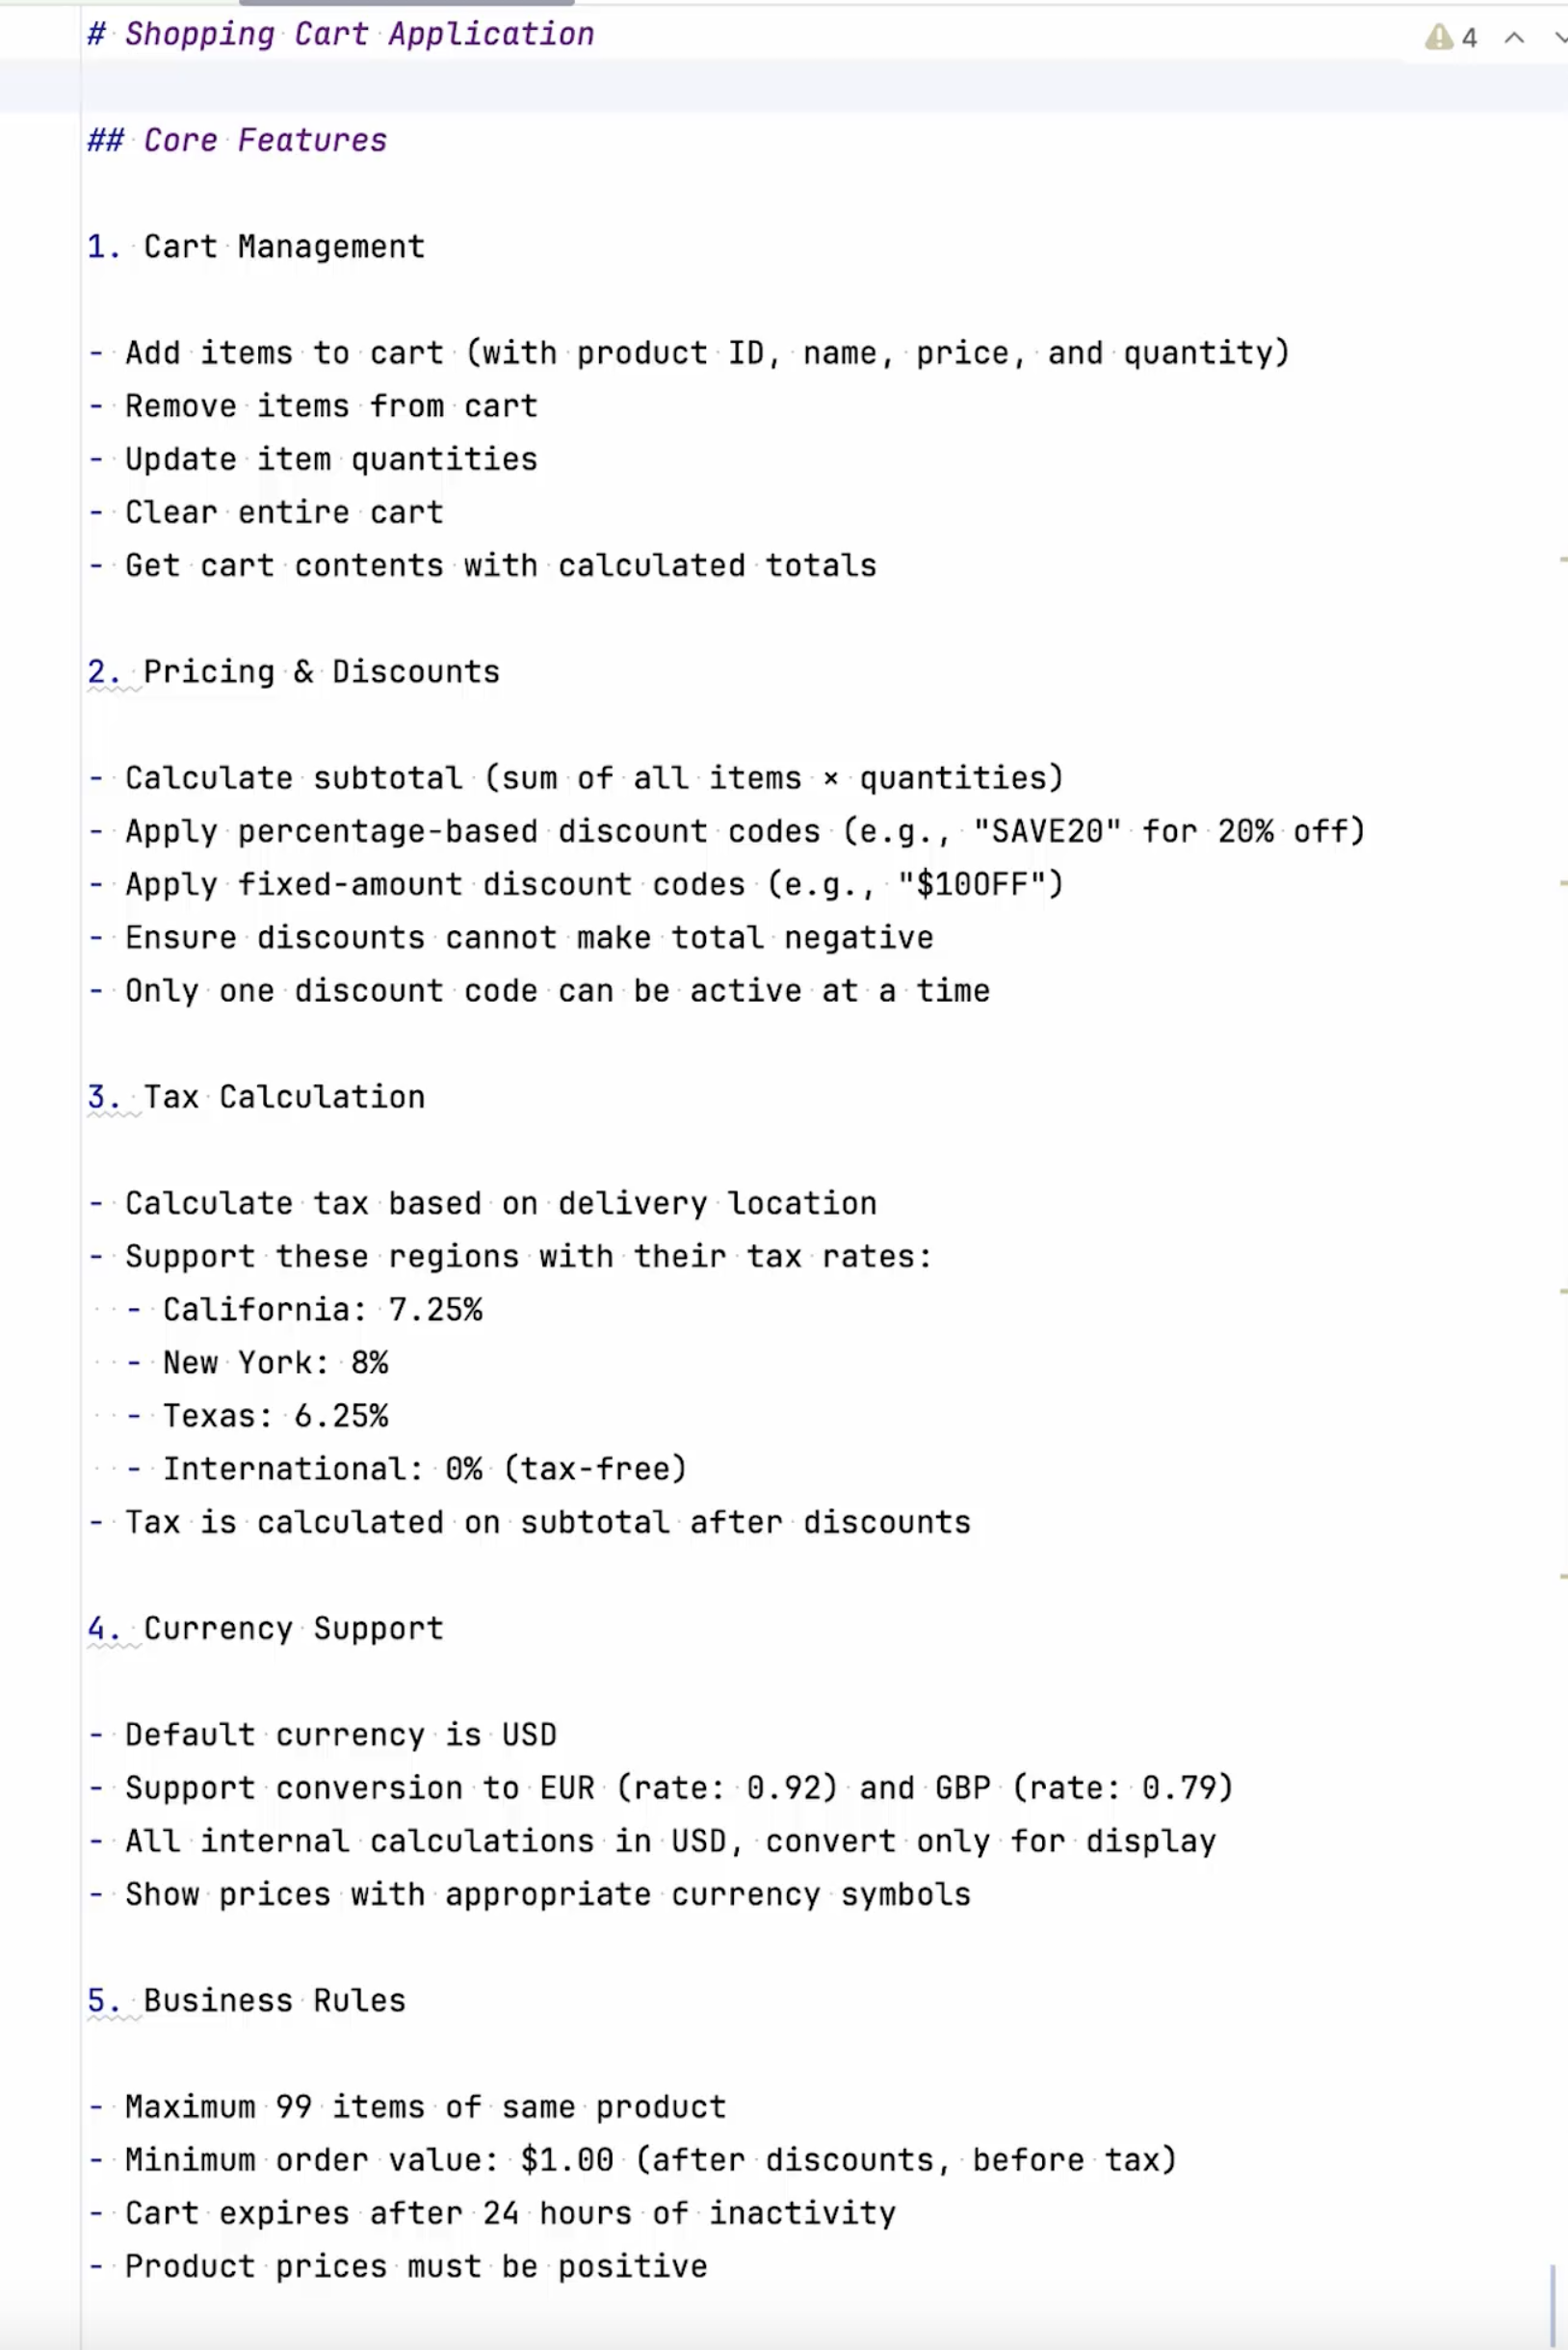 # Shopping Cart Application
4
## Core Features
1. Cart Management
- Add items to cart (with product ID, name, price, and quantity)
- Remove items from cart
- Update item quantities
- Clear entire cart
- Get cart contents with calculated totals
2. Pricing & Discounts
- Calculate subtotal (sum of all items × quantities)
- Apply percentage-based discount codes (e.g., "SAVE20" for 20% off)
- Apply fixed-amount discount codes (e.g., "$10OFF")
- Ensure discounts cannot make total negative
- Only one discount code can be active at a time
3. Tax Calculation
- Calculate tax based on delivery location
- Support these regions with their tax rates:
  - California: 7.25%
  - New York: 8%
  - Texas: 6.25%
  - International: 0% (tax-free)
- Tax is calculated on subtotal after discounts
4. Currency Support
- Default currency is USD
- Support conversion to EUR (rate: 0.92) and GBP (rate: 0.79)
- All internal calculations in USD, convert only for display
- Show prices with appropriate currency symbols
5. Business Rules
- Maximum 99 items of same product
- Minimum order value: $1.00 (after discounts, before tax)
- Cart expires after 24 hours of inactivity
- Product prices must be positive